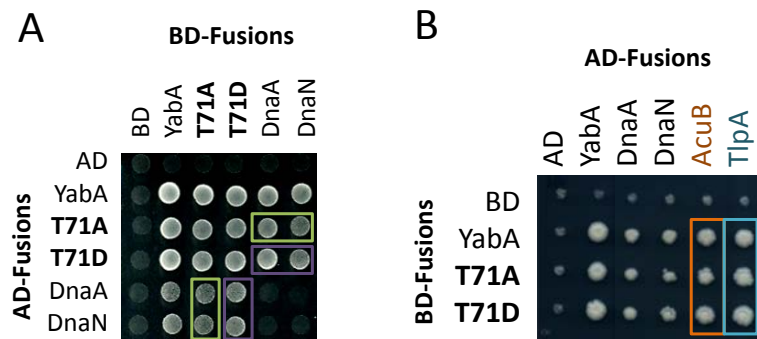 A
BD-Fusions
BD YabA T71A T71D DnaA DnaN
AD-Fusions
AD
YabA
T71A
T71D
DnaA
DnaN
B
AD-Fusions
AD YabA DnaA DnaN AcuB TlpA
BD-Fusions
BD
YabA
T71A
T71D